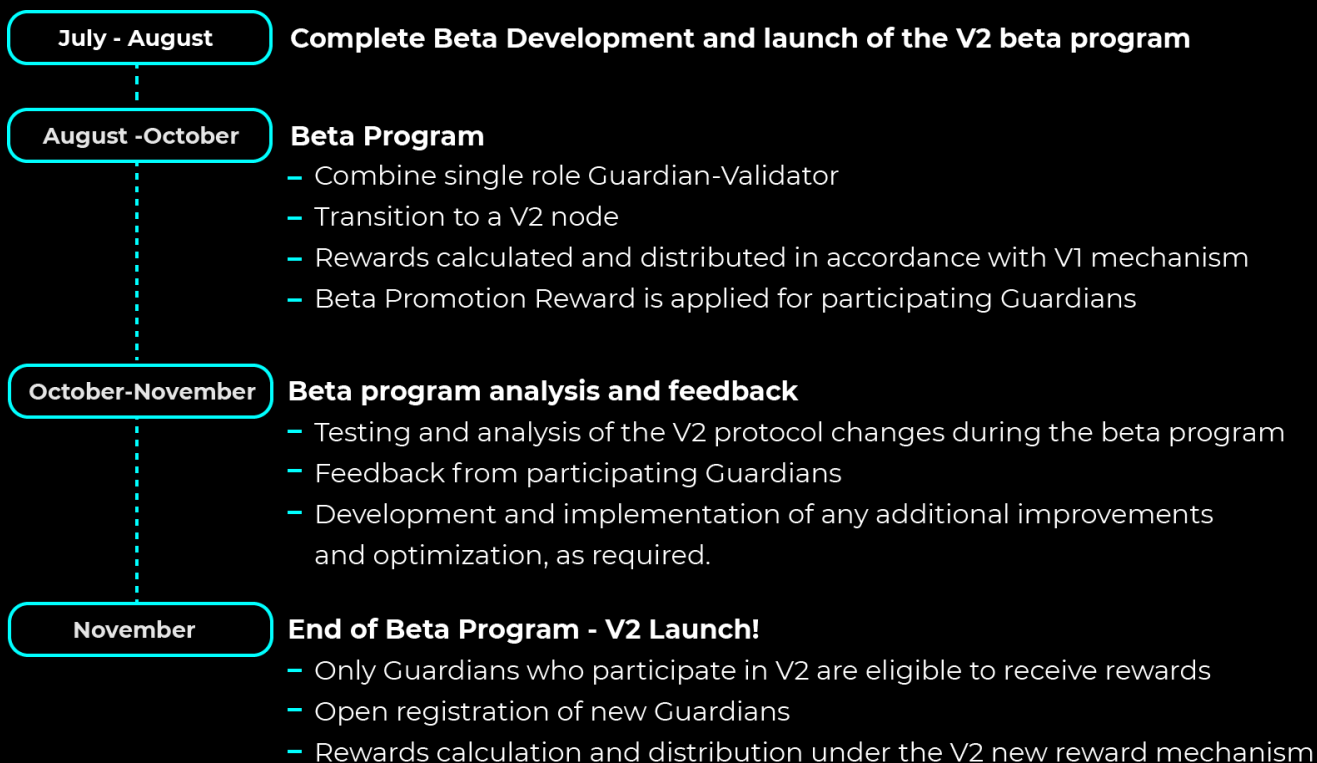 July - August
Complete Beta Development and launch of the V2 beta program
August -October
Beta Program
– Combine single role Guardian-Validator
– Transition to a V2 node
– Rewards calculated and distributed in accordance with V1 mechanism
– Beta Promotion Reward is applied for participating Guardians
October-November
Beta program analysis and feedback
– Testing and analysis of the V2 protocol changes during the beta program
– Feedback from participating Guardians
– Development and implementation of any additional improvements
and optimization, as required.
November
End of Beta Program - V2 Launch!
– Only Guardians who participate in V2 are eligible to receive rewards
– Open registration of new Guardians
– Rewards calculation and distribution under the V2 new reward mechanism